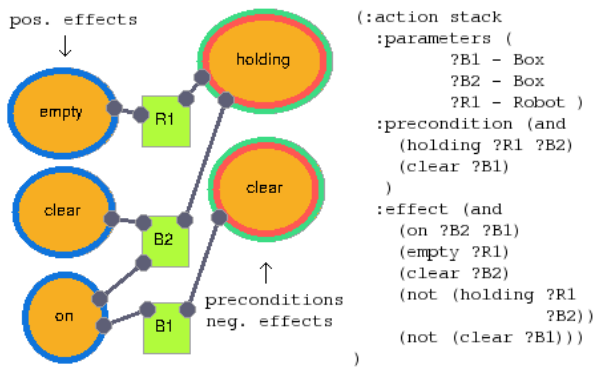 pos. effects
holding
empty
R1
clear
clear
B2
on
B1
preconditions
neg. effects
(:action stack
:parameters (
?B1 - Box
?B2 - Box
?R1 - Robot )
:precondition (and
(holding ?R1 ?B2)
(clear ?B1)
)
:effect (and
(on ?B2 ?B1)
(empty ?R1)
(clear ?B2)
(not (holding ?R1
?B2))
(not (clear ?B1)))
)